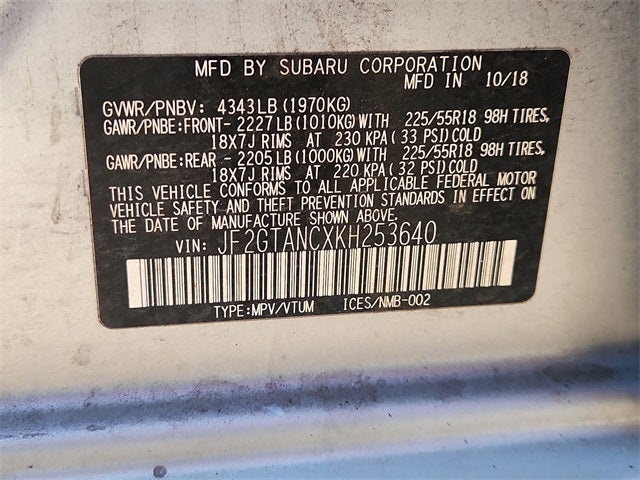 MFD BY SUBARU CORPORATION
MFD IN 10/18
GVWR/PNBV: 4343LB(1970KG)
GAWR/PNBE:FRONT-2227LB(1010KG)WITH 225/55R18 98H TIRES,
18X7J RIMS AT 230 KPA(33 PSI)COLD
GAWR/PNBE:REAR -2205LB(1000KG)WITH 225/55R18 98H TIRES,
18X7J RIMS AT 220 KPA(32 PSI)COLD
THIS VEHICLE CONFORMS TO ALL APPLICABLE FEDERAL MOTOR
VEHICLE SAFETY AND THEFT PREVENTION STANDARDS IN EFFECT ON
THE DATE OF MANUFACTURE SHOWN ABOVE.
VIN: JF2GTANCXKH253640
TYPE:MPV/VTUM ICES/NMB-002